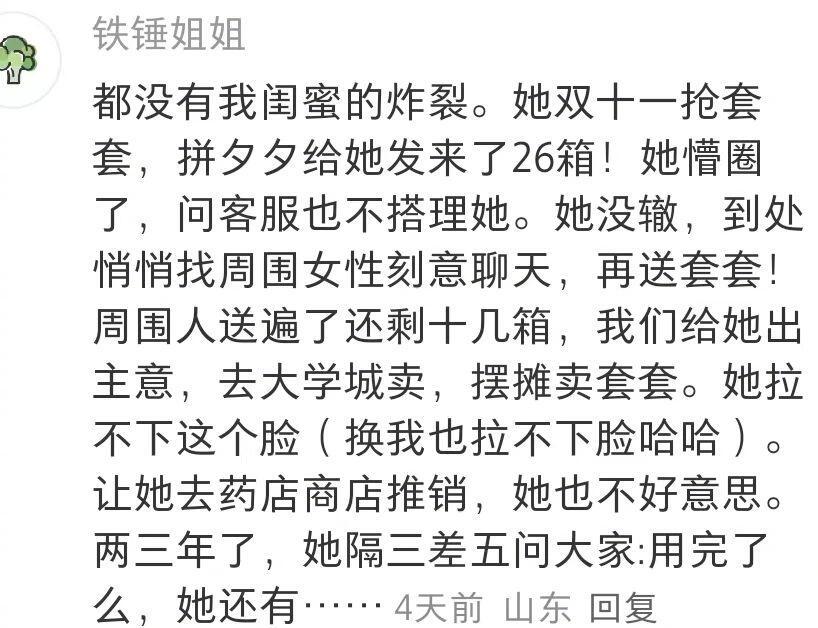 铁锤姐姐
都没有我闺蜜的炸裂。她双十一抢套
套，拼夕夕给她发来了26箱！她懵圈
了，问客服也不搭理她。她没辙，到处
悄悄找周围女性刻意聊天，再送套套！
周围人送遍了还剩十几箱，我们给她出
主意，去大学城卖，摆摊卖套套。她拉
不下这个脸（换我也拉不下脸哈哈）。
让她去药店商店推销，她也不好意思。
两三年了，她隔三差五问大家:用完了
么，她还有…… 4天前 山东 回复